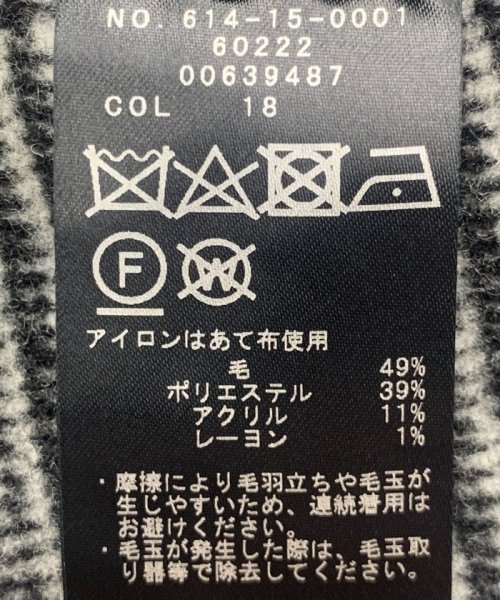 NO. 614-15-0001
60222
00639487
COL 18
F
W
アイロンはあて布使用
毛 49%
ポリエステル 39%
アクリル 11%
レーヨン 1%
・摩擦により毛羽立ちや毛玉が
生じやすいため、連続着用は
お避けください。
・毛玉が発生した際は、毛玉取
り器等で除去してください。